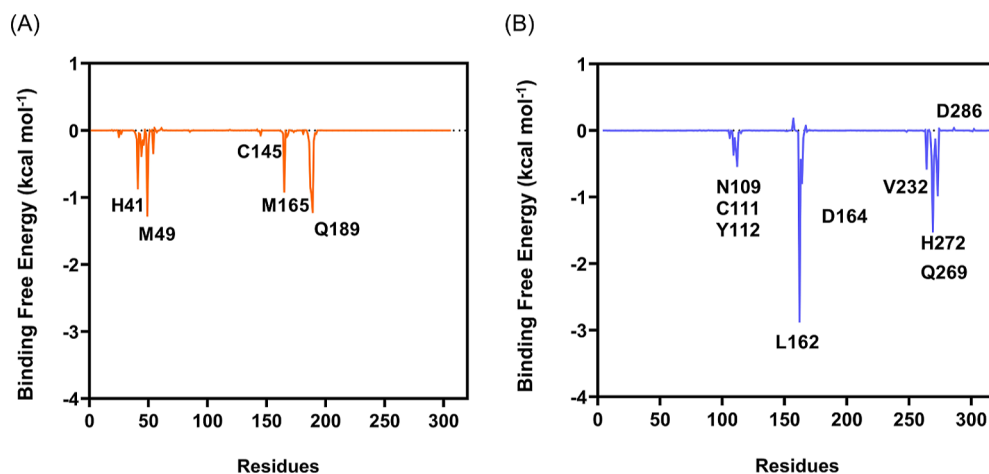 (A)
Binding Free Energy (kcal mol⁻¹)
1
0
-1
-2
-3
-4
0
50
100
150
200
250
300
Residues
H41
M49
C145
M165
Q189
(B)
Binding Free Energy (kcal mol⁻¹)
1
0
-1
-2
-3
-4
0
50
100
150
200
250
300
Residues
N109
C111
Y112
L162
D164
V232
H272
Q269
D286